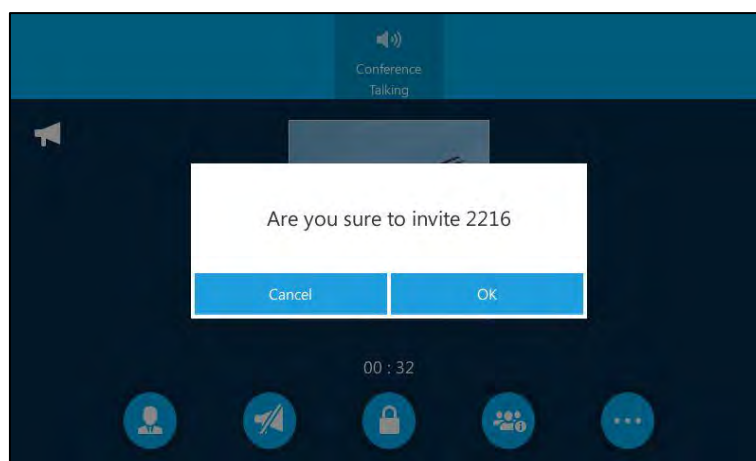 Conference
Talking
Are you sure to invite 2216
Cancel
OK
00 : 32